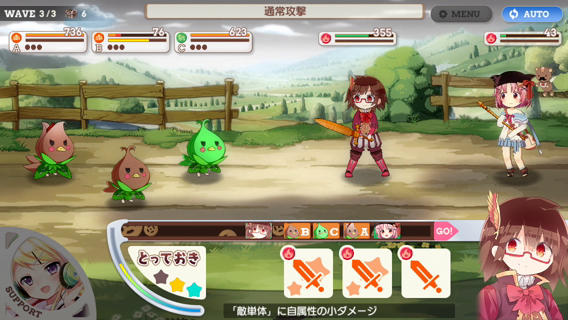 WAVE 3/3 6
通常攻撃
MENU
AUTO
736
A
76
B
623
C
355
43
B C A
GO!
とっておき
SUPPORT
「敵単体」に自属性の小ダメージ